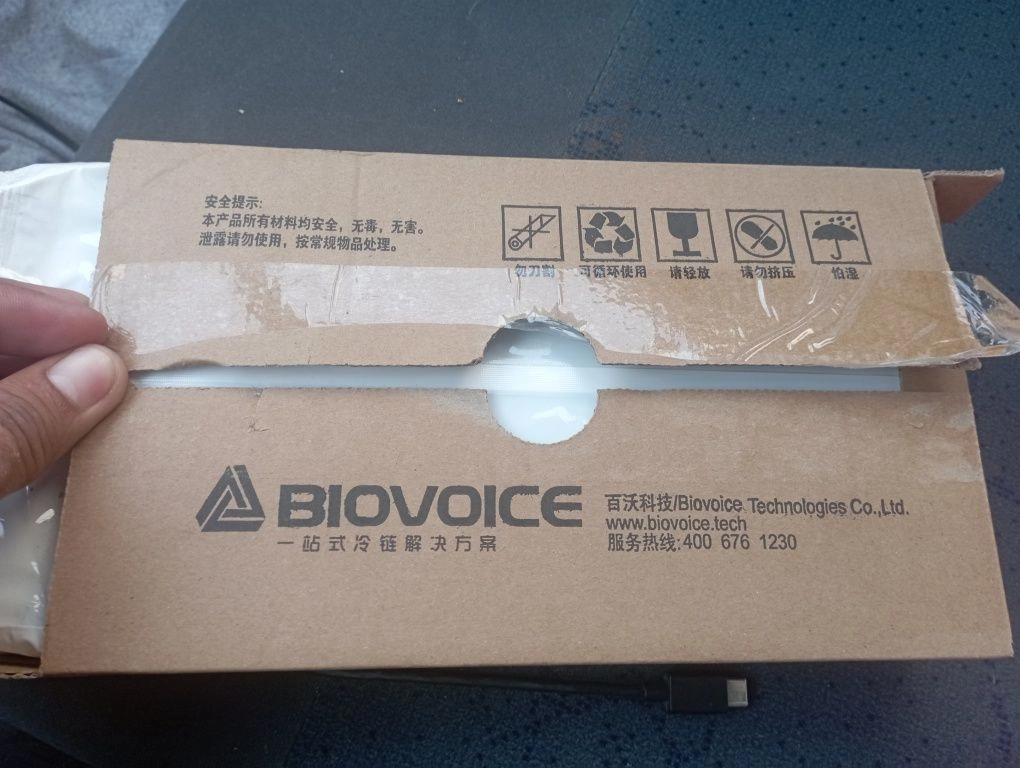 安全提示:
本产品所有材料均安全，无毒，无害。
泄露请勿使用，按常规物品处理。
勿刀割 可循环使用 请轻放 请勿挤压 怕湿
BIOVOICE
一站式冷链解决方案
百沃科技/Biovoice Technologies Co.,Ltd.
www.biovoice.tech
服务热线:400 676 1230